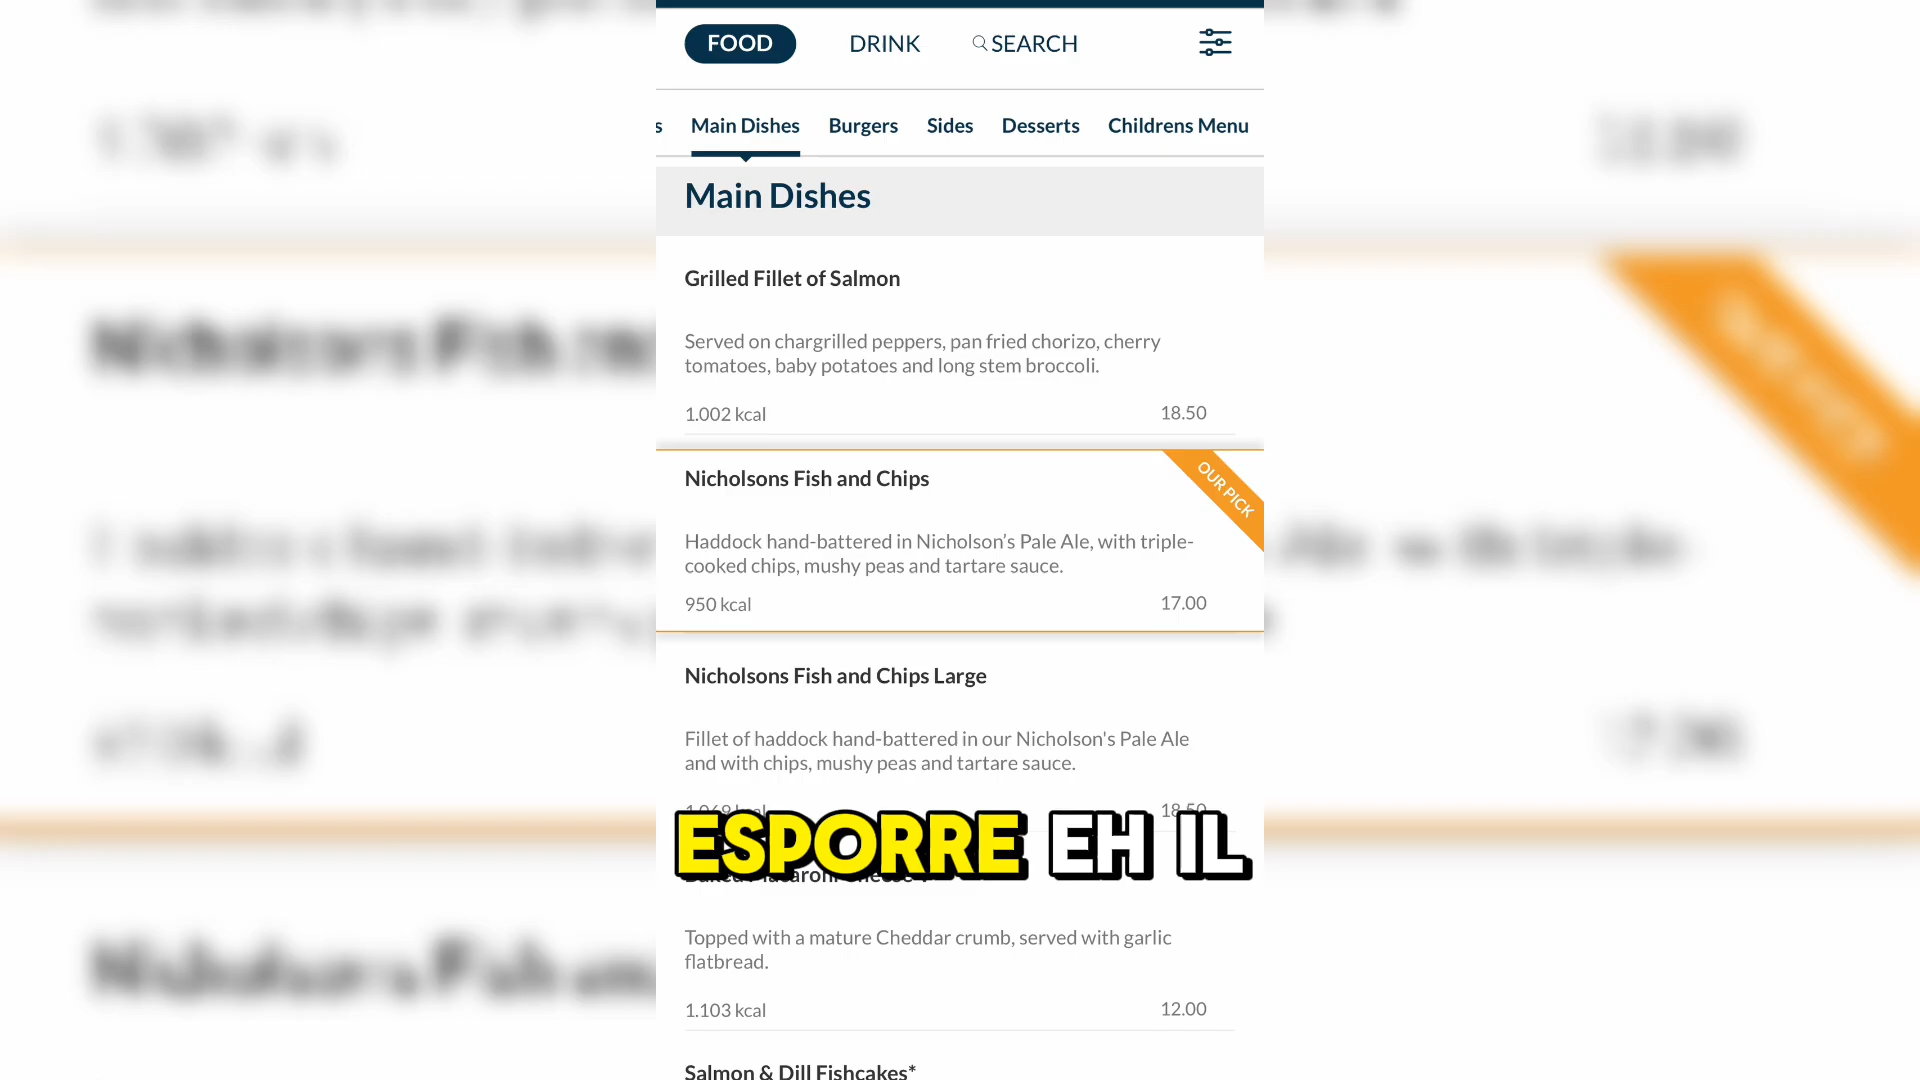 FOOD DRINK SEARCH
s Main Dishes Burgers Sides Desserts Childrens Menu
Main Dishes
Grilled Fillet of Salmon
Served on chargrilled peppers, pan fried chorizo, cherry
tomatoes, baby potatoes and long stem broccoli.
1.002 kcal 18.50
Nicholsons Fish and Chips
OUR PICK
Haddock hand-battered in Nicholson’s Pale Ale, with triple-
cooked chips, mushy peas and tartare sauce.
950 kcal 17.00
Nicholsons Fish and Chips Large
Fillet of haddock hand-battered in our Nicholson's Pale Ale
and with chips, mushy peas and tartare sauce.
18.50
ESPORRE EH IL
Topped with a mature Cheddar crumb, served with garlic
flatbread.
1.103 kcal 12.00
Salmon & Dill Fishcakes*